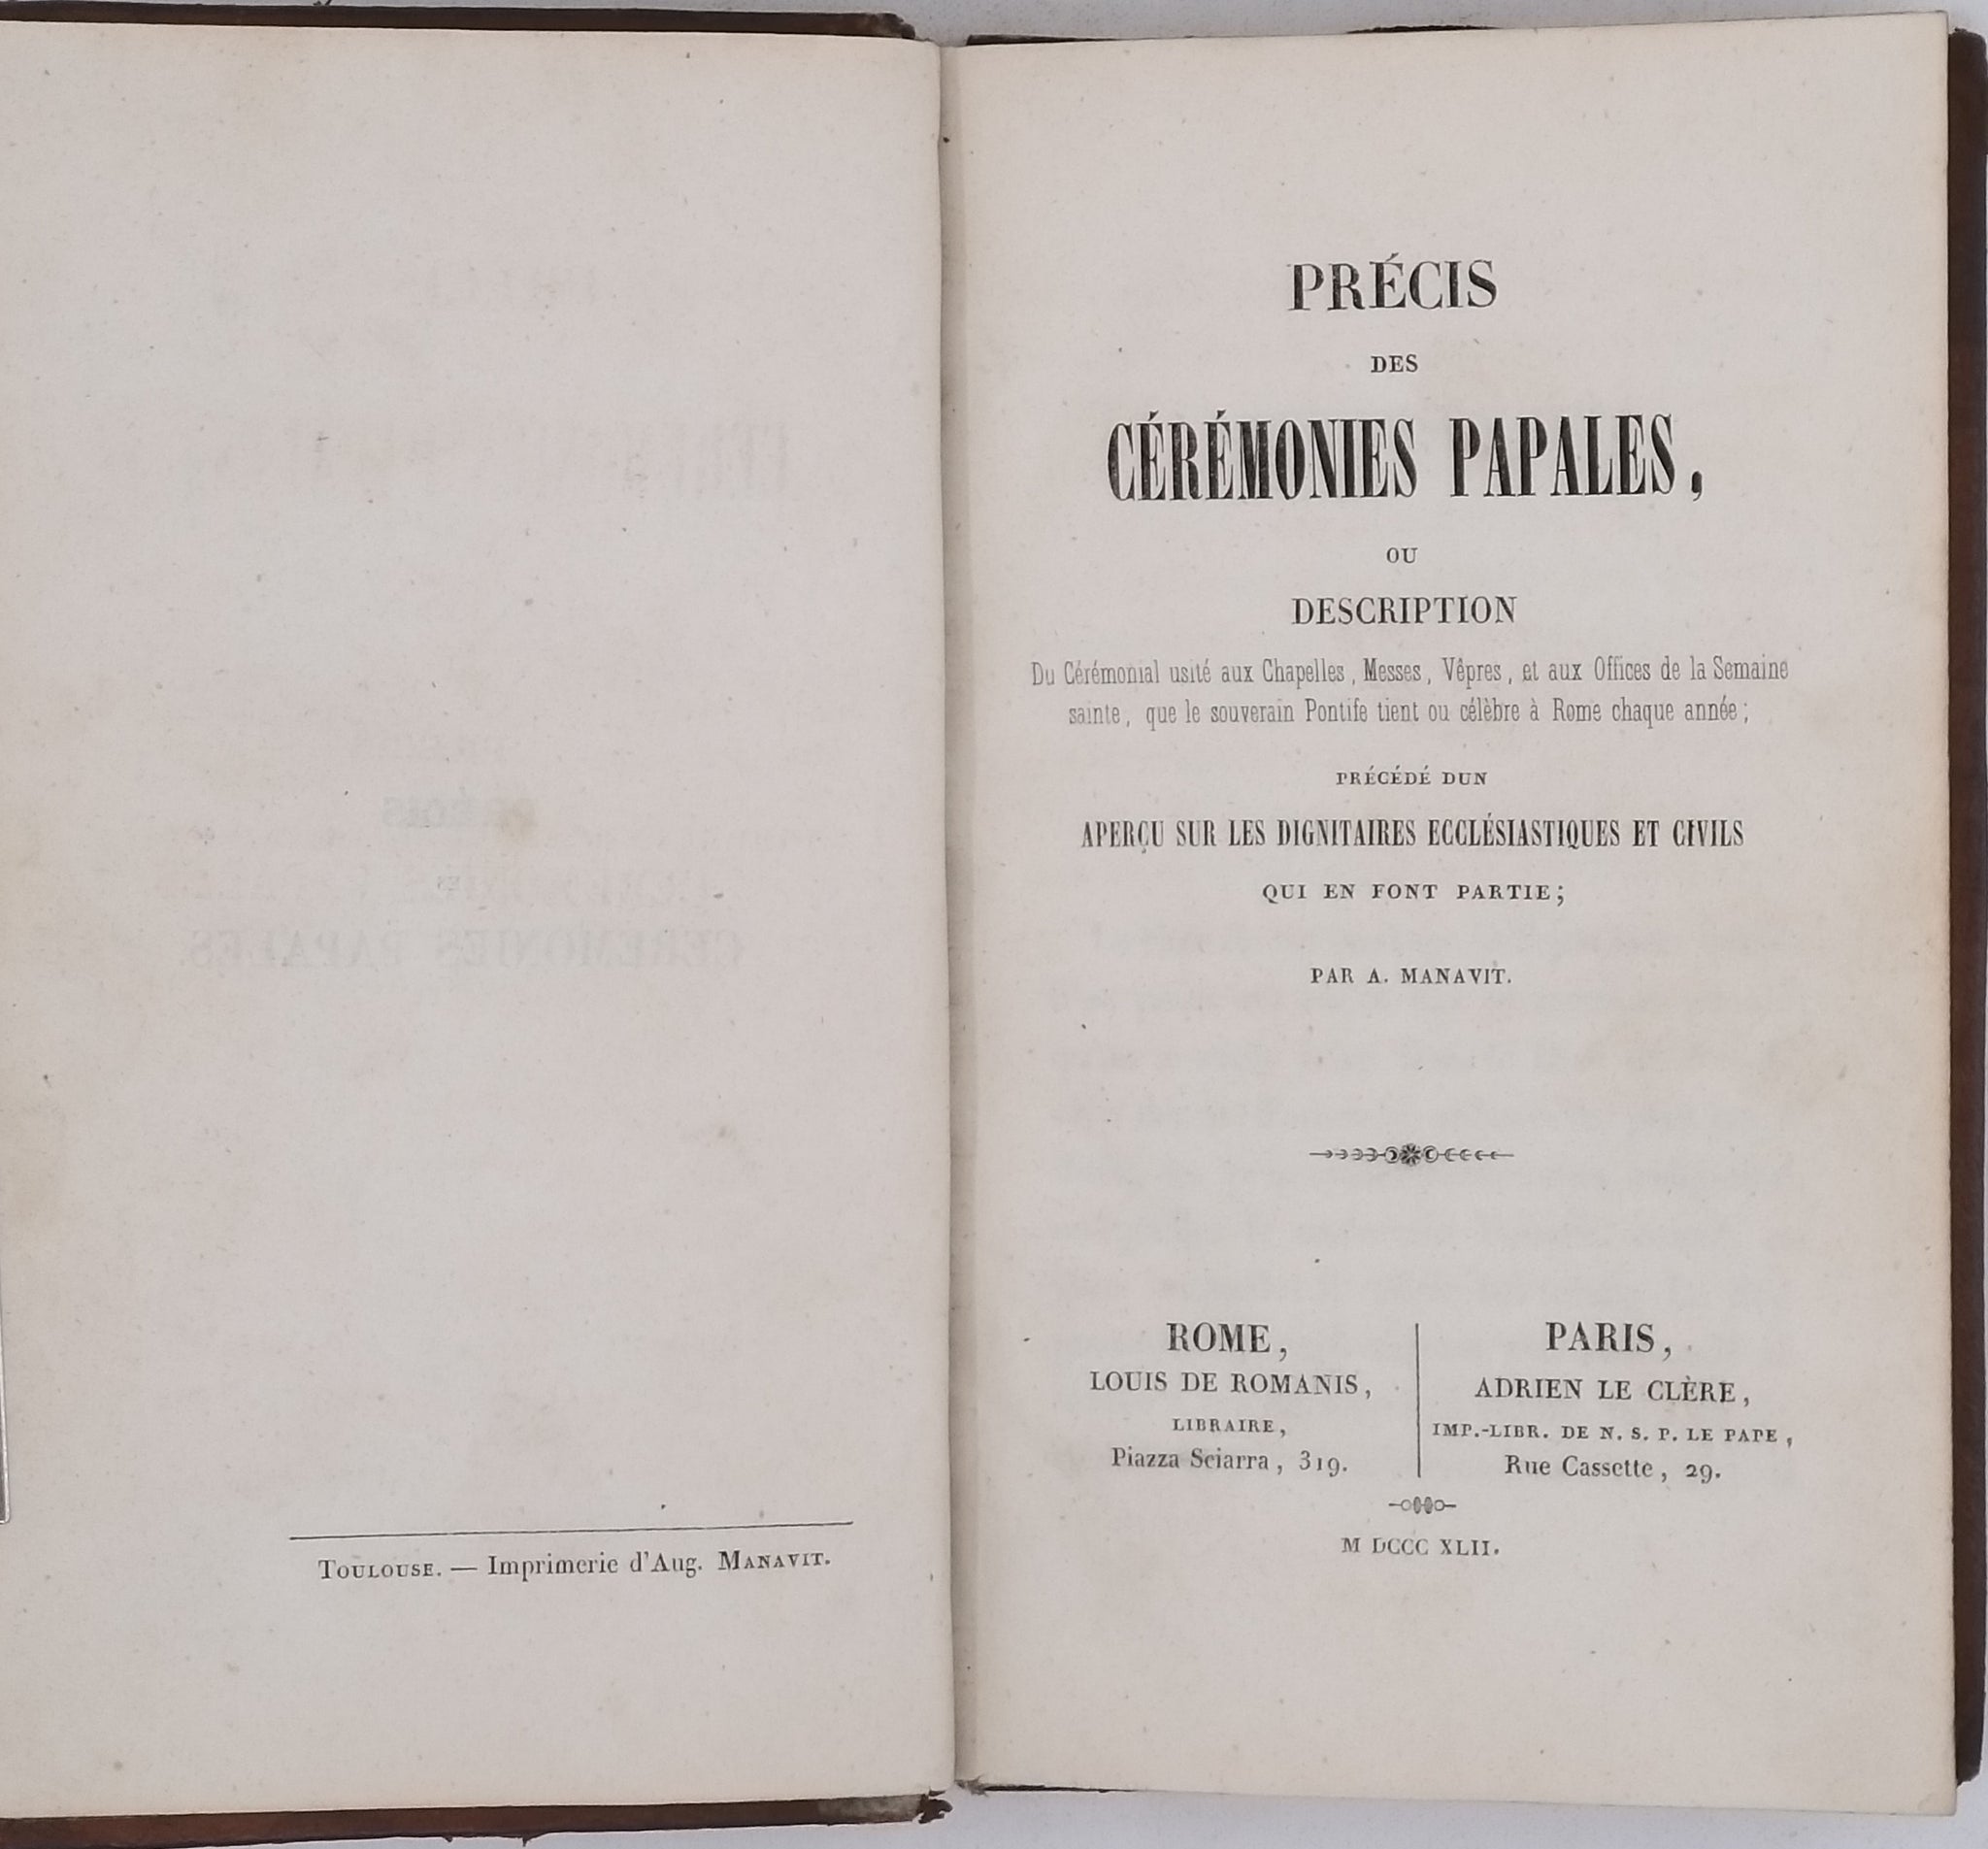 TOULOUSE. — Imprimerie d'Aug. MANAVIT.
PRÉCIS
DES
CÉRÉMONIES PAPALES,
OU
DESCRIPTION
Du Cérémonial usité aux Chapelles, Messes, Vêpres, et aux Offices de la Semaine
sainte, que le souverain Pontife tient ou célèbre à Rome chaque année;
PRÉCÉDÉ DUN
APERÇU SUR LES DIGNITAIRES ECCLÉSIASTIQUES ET CIVILS
QUI EN FONT PARTIE;
PAR A. MANAVIT.
ROME,
LOUIS DE ROMANIS,
LIBRAIRE,
Piazza Sciarra, 319.
PARIS,
ADRIEN LE CLÈRE,
IMP.-LIBR. DE N. S. P. LE PAPE,
Rue Cassette, 29.
M DCCC XLII.